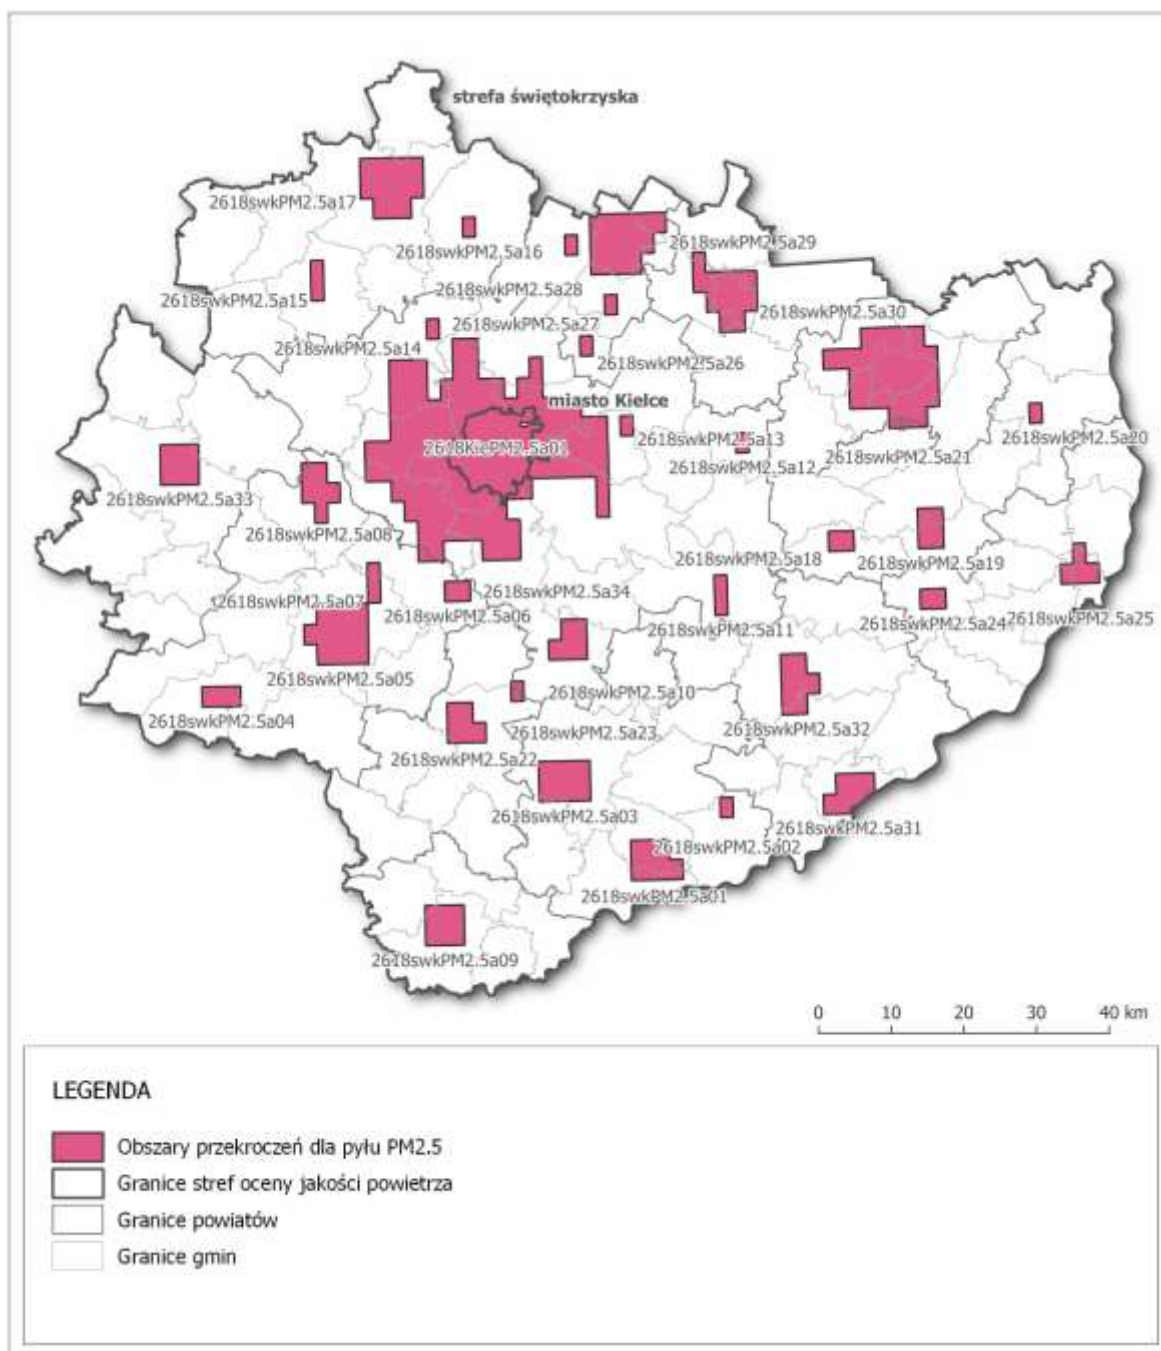 strefa świętokrzyska
2618swkPM2.5a17
2618swkPM2.5a16
2618swkPM2.5a29
2618swkPM2.5a28
2618swkPM2.5a15
2618swkPM2.5a30
2618swkPM2.5a27
2618swkPM2.5a14
2618swkPM2.5a26
miasto Kielce
2618KiePM2.5a01
2618swkPM2.5a13
2618swkPM2.5a20
2618swkPM2.5a12
2618swkPM2.5a21
2618swkPM2.5a33
2618swkPM2.5a08
2618swkPM2.5a18
2618swkPM2.5a19
2618swkPM2.5a07
2618swkPM2.5a34
2618swkPM2.5a06
2618swkPM2.5a11
2618swkPM2.5a24
2618swkPM2.5a25
2618swkPM2.5a05
2618swkPM2.5a10
2618swkPM2.5a04
2618swkPM2.5a23
2618swkPM2.5a32
2618swkPM2.5a22
2618swkPM2.5a03
2618swkPM2.5a31
2618swkPM2.5a02
2618swkPM2.5a01
2618swkPM2.5a09
0 10 20 30 40 km
LEGENDA
Obszary przekroczeń dla pyłu PM2.5
Granice stref oceny jakości powietrza
Granice powiatów
Granice gmin